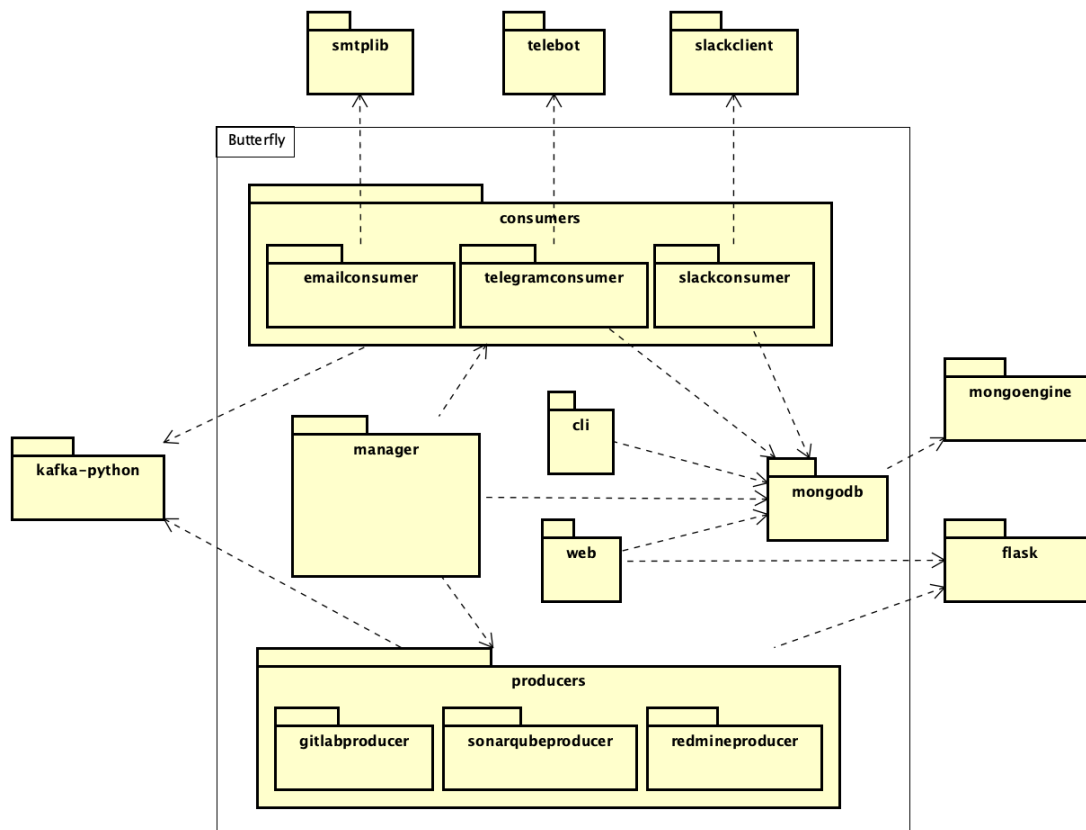 smtplib
telebot
slackclient
Butterfly
consumers
emailconsumer
telegramconsumer
slackconsumer
mongoengine
cli
manager
kafka-python
mongodb
web
flask
producers
gitlabproducer
sonarqubeproducer
redmineproducer